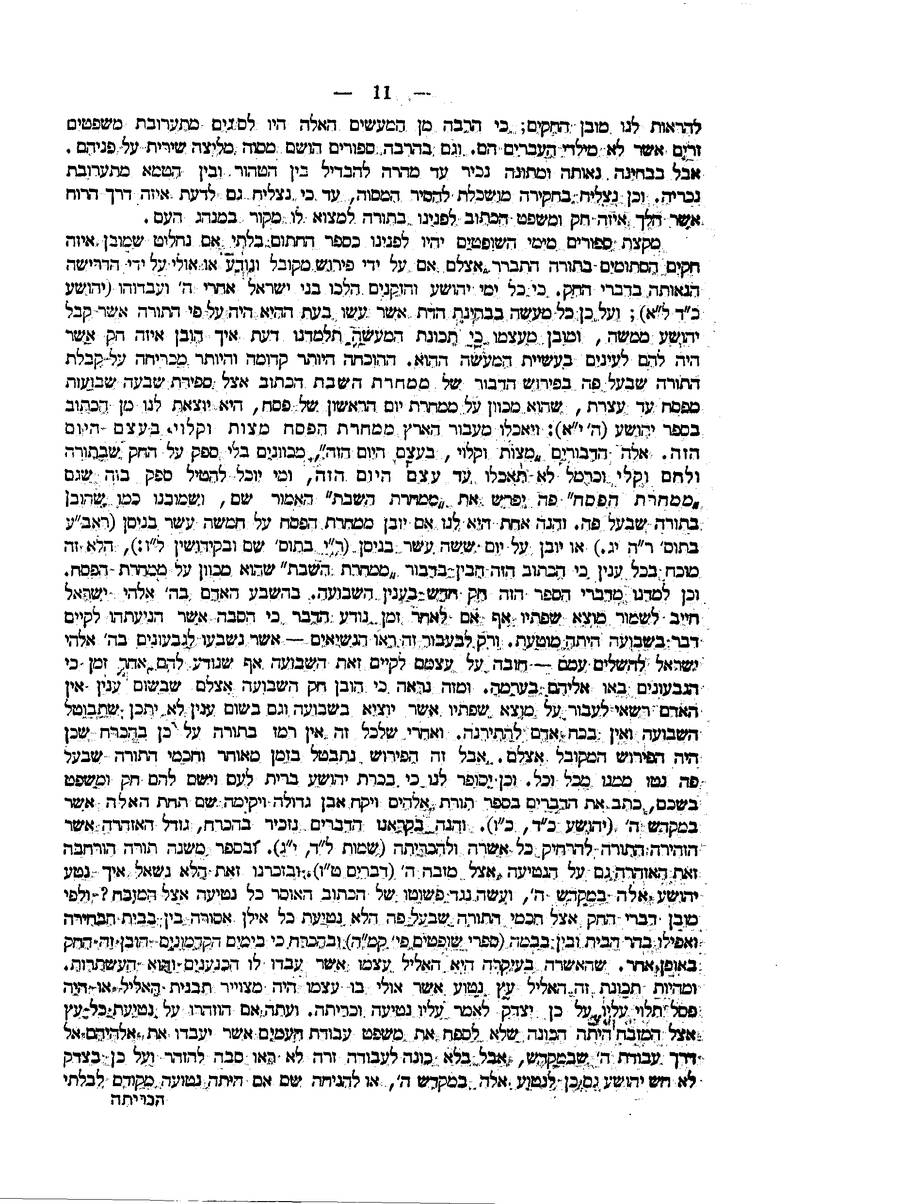 — 11 —
להראות לנו מובן החקים; כי הרבה מן המעשים האלה היו לסגים מתערובת משפטים
זרים אשר לא מילדי העברים הם. וגם בהרבה ספורים הושם מסוה מליצה שירית על פניהם.
אבל בבחינה נאותה ומתונה נכיר עד מהרה להבדיל בין הטהור ובין הטמא מתערובת
נכריה. וכן נצליח בחקירה מושכלת להסיר המסוה, עד כי נצליח גם לדעת איזה דרך הרוח
אשר הלך איזה חק ומשפט הכתוב לפנינו בתורה למצוא לו מקור במנהג העם.
מקצת ספורים מימי השופטים יהיו לפנינו כספר החתום בלתי אם נחליט שמובן איזה
חקים הסתומים בתורה התברר אצלם אם על ידי פירוש מקובל ונודע או אולי על ידי הדרישה
הנאותה בדברי החק. כי כל ימי יהושע והזקנים הלכו בני ישראל אחרי ה' ועבדוהו (יהושע
כ"ד ל"א); ועל כן כל מעשה בבחינת הדת אשר עשו בעת ההיא היה על פי התורה אשר קבל
יהושע ממשה, ומובן מעצמו כי תכונת המעשה תלמדנו דעת איך הובן איזה חק אשר
היה להם לעינים בעשיית המעשה ההוא. ההוכחה היותר קדומה והיותר מכריחה על קבלת
התורה שבעל פה בפירוש הדבור של ממחרת השבת הכתוב אצל ספירת שבעה שבועות
מפסח עד עצרת, שהוא מכוון על ממחרת יום הראשון של פסח, היא יוצאת לנו מן הכתוב
בספר יהושע (ה' י"א): ויאכלו מעבור הארץ ממחרת הפסח מצות וקלוי בעצם היום
הזה. אלה הדבורים „מצות וקלוי, בעצם היום הזה", מכוונים בלי ספק על החק שבתורה
ולחם וקלי וכרמל לא תאכלו עד עצם היום הזה, ומי יוכל להטיל ספק בזה שגם
„ממחרת הפסח" פה יפרש את „ממחרת השבת" האמור שם, ושמובנו כמו שהובן
בתורה שבעל פה. והנה אחת היא לנו אם יובן ממחרת הפסח על חמשה עשר בניסן (ראב"ע
בתוס' ר"ה יג.) או יובן על יום ששה עשר בניסן (ר"י בתוס' שם ובקידושין ל"ו:), הלא זה
מוכח בכל ענין כי הכתוב הזה הבין בדבור „ממחרת השבת" שהוא מכוון על ממחרת הפסח.
וכן למדנו מדברי הספר הזה חק חדש בענין השבועה. בהשבע האדם בה' אלהי ישראל
חייב לשמור מוצא שפתיו אף אם לאחר זמן נודע הדבר כי הסבה אשר הניעתהו לקיים
דבר בשבועה היתה מוטעת. ורק בעבור זה ראו הנשיאים — אשר נשבעו לגבעונים בה' אלהי
ישראל להשלים עמם — חובה על עצמם לקיים זאת השבועה אף שנודע להם אחר זמן כי
הגבעונים באו אליהם בערמה. ומזה נראה כי הובן חק השבועה אצלם שבשום ענין אין
האדם רשאי לעבור על מוצא שפתיו אשר יוציא בשבועה וגם בשום ענין לא יתכן שתבוטל
השבועה ואין בכח אדם להתירנה. ואחרי שלכל זה אין רמז בתורה על כן בהכרח שכן
היה הפירוש המקובל אצלם. אבל זה הפירוש נתבטל בזמן מאוחר וחכמי התורה שבעל
פה נטו ממנו מכל וכל. וכן יסופר לנו כי בכרת יהושע ברית לעם וישם להם חק ומשפט
בשכם, כתב את הדברים בספר תורת אלהים ויקח אבן גדולה ויקימה שם תחת האלה אשר
במקדש ה' (יהושע כ"ד, כ"ו). והנה בקראנו הדברים נזכיר בהכרח, גודל האזהרה אשר
הזהירה התורה להרחיק כל אשרה ולהכריתה (שמות ל"ד, י"ג). ובספר משנה תורה הורחבה
זאת האזהרה גם על הנטיעה אצל מזבח ה' (דברים ט"ז). ובזכרנו זאת הלא נשאל איך נטע
יהושע אלה במקדש ה', ועשה נגד פשוטו של הכתוב האוסר כל נטיעה אצל המזבח? ולפי
מובן דברי החק אצל חכמי התורה שבעל פה הלא נטיעת כל אילן אסורה בין בבית הבחירה
ואפילו בהר הבית ובין בבמה (ספרי שופטים פי' קמ"ה) ובהכרח כי בימים הקדמונים הובן זה החק
באופן אחר. שהאשרה בעיקרה היא האליל עצמו אשר עבדו לו הכנענים והוא העשתרות.
ומהיות תכונת זה האליל עץ נטוע אשר אולי בו עצמו היה מצוייר תבנית האליל או היה
פסל תלוי עליו, על כן יצדק לאמר עליו נטיעה וכריתה. ועתה אם הוזהרו על נטיעת כל עץ
אצל המזבח היתה הכונה שלא לספח את משפט עבודת העמים אשר יעבדו את אלהיהם אל
דרך עבודת ה' שבמקדש, אבל בלא כונה לעבודה זרה לא ראו סבה להזהר ועל כן בצדק
לא חש יהושע גם כן לנטוע אלה במקדש ה', או להניחה שם אם היתה נטועה מקודם לבלתי
הכריתה